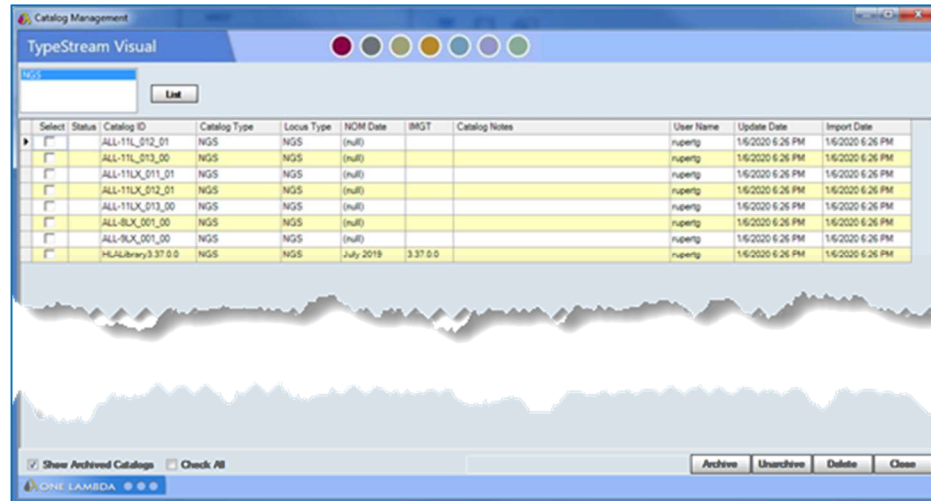 Catalog Management
TypeStream Visual
NGS
List
Select Status Catalog ID Catalog Type Locus Type NOM Date IMGT Catalog Notes User Name Update Date Import Date
ALL-11L_012_01 NGS NGS (null) rupertg 1/6/2020 6:26 PM 1/6/2020 6:26 PM
ALL-11L_013_00 NGS NGS (null) rupertg 1/6/2020 6:26 PM 1/6/2020 6:26 PM
ALL-11LX_011_01 NGS NGS (null) rupertg 1/6/2020 6:26 PM 1/6/2020 6:26 PM
ALL-11LX_012_01 NGS NGS (null) rupertg 1/6/2020 6:26 PM 1/6/2020 6:26 PM
ALL-11LX_013_00 NGS NGS (null) rupertg 1/6/2020 6:26 PM 1/6/2020 6:26 PM
ALL-8LX_001_00 NGS NGS (null) rupertg 1/6/2020 6:26 PM 1/6/2020 6:26 PM
ALL-9LX_001_00 NGS NGS (null) rupertg 1/6/2020 6:26 PM 1/6/2020 6:26 PM
HLALibrary3.37.0.0 NGS NGS July 2019 3.37.0.0 rupertg 1/6/2020 6:26 PM 1/6/2020 6:26 PM
Show Archived Catalogs Check All Archive Unarchive Delete Close
ONE LAMBDA